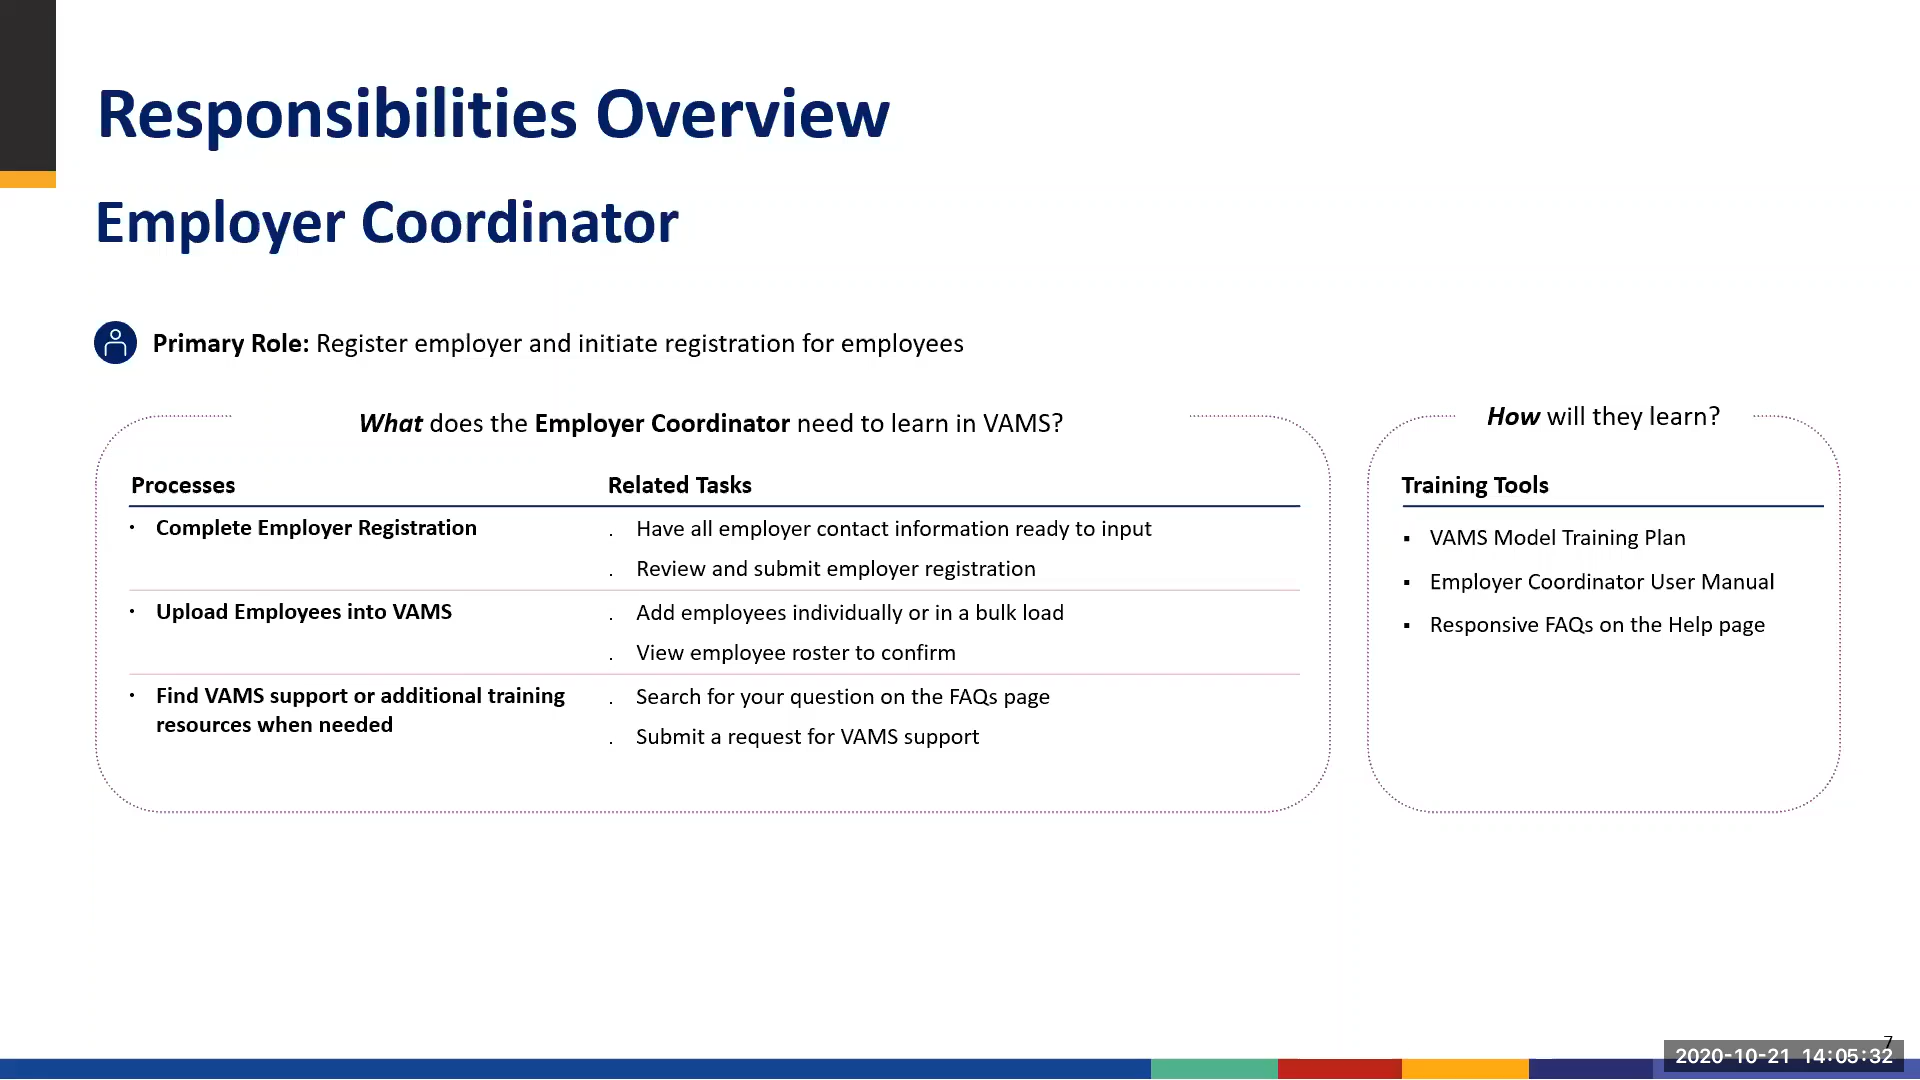 Responsibilities Overview
Employer Coordinator
Primary Role: Register employer and initiate registration for employees
What does the Employer Coordinator need to learn in VAMS?
Processes
Related Tasks
• Complete Employer Registration
. Have all employer contact information ready to input
. Review and submit employer registration
• Upload Employees into VAMS
. Add employees individually or in a bulk load
. View employee roster to confirm
• Find VAMS support or additional training
resources when needed
. Search for your question on the FAQs page
. Submit a request for VAMS support
How will they learn?
Training Tools
▪ VAMS Model Training Plan
▪ Employer Coordinator User Manual
▪ Responsive FAQs on the Help page
7
2020-10-21 14:05:32